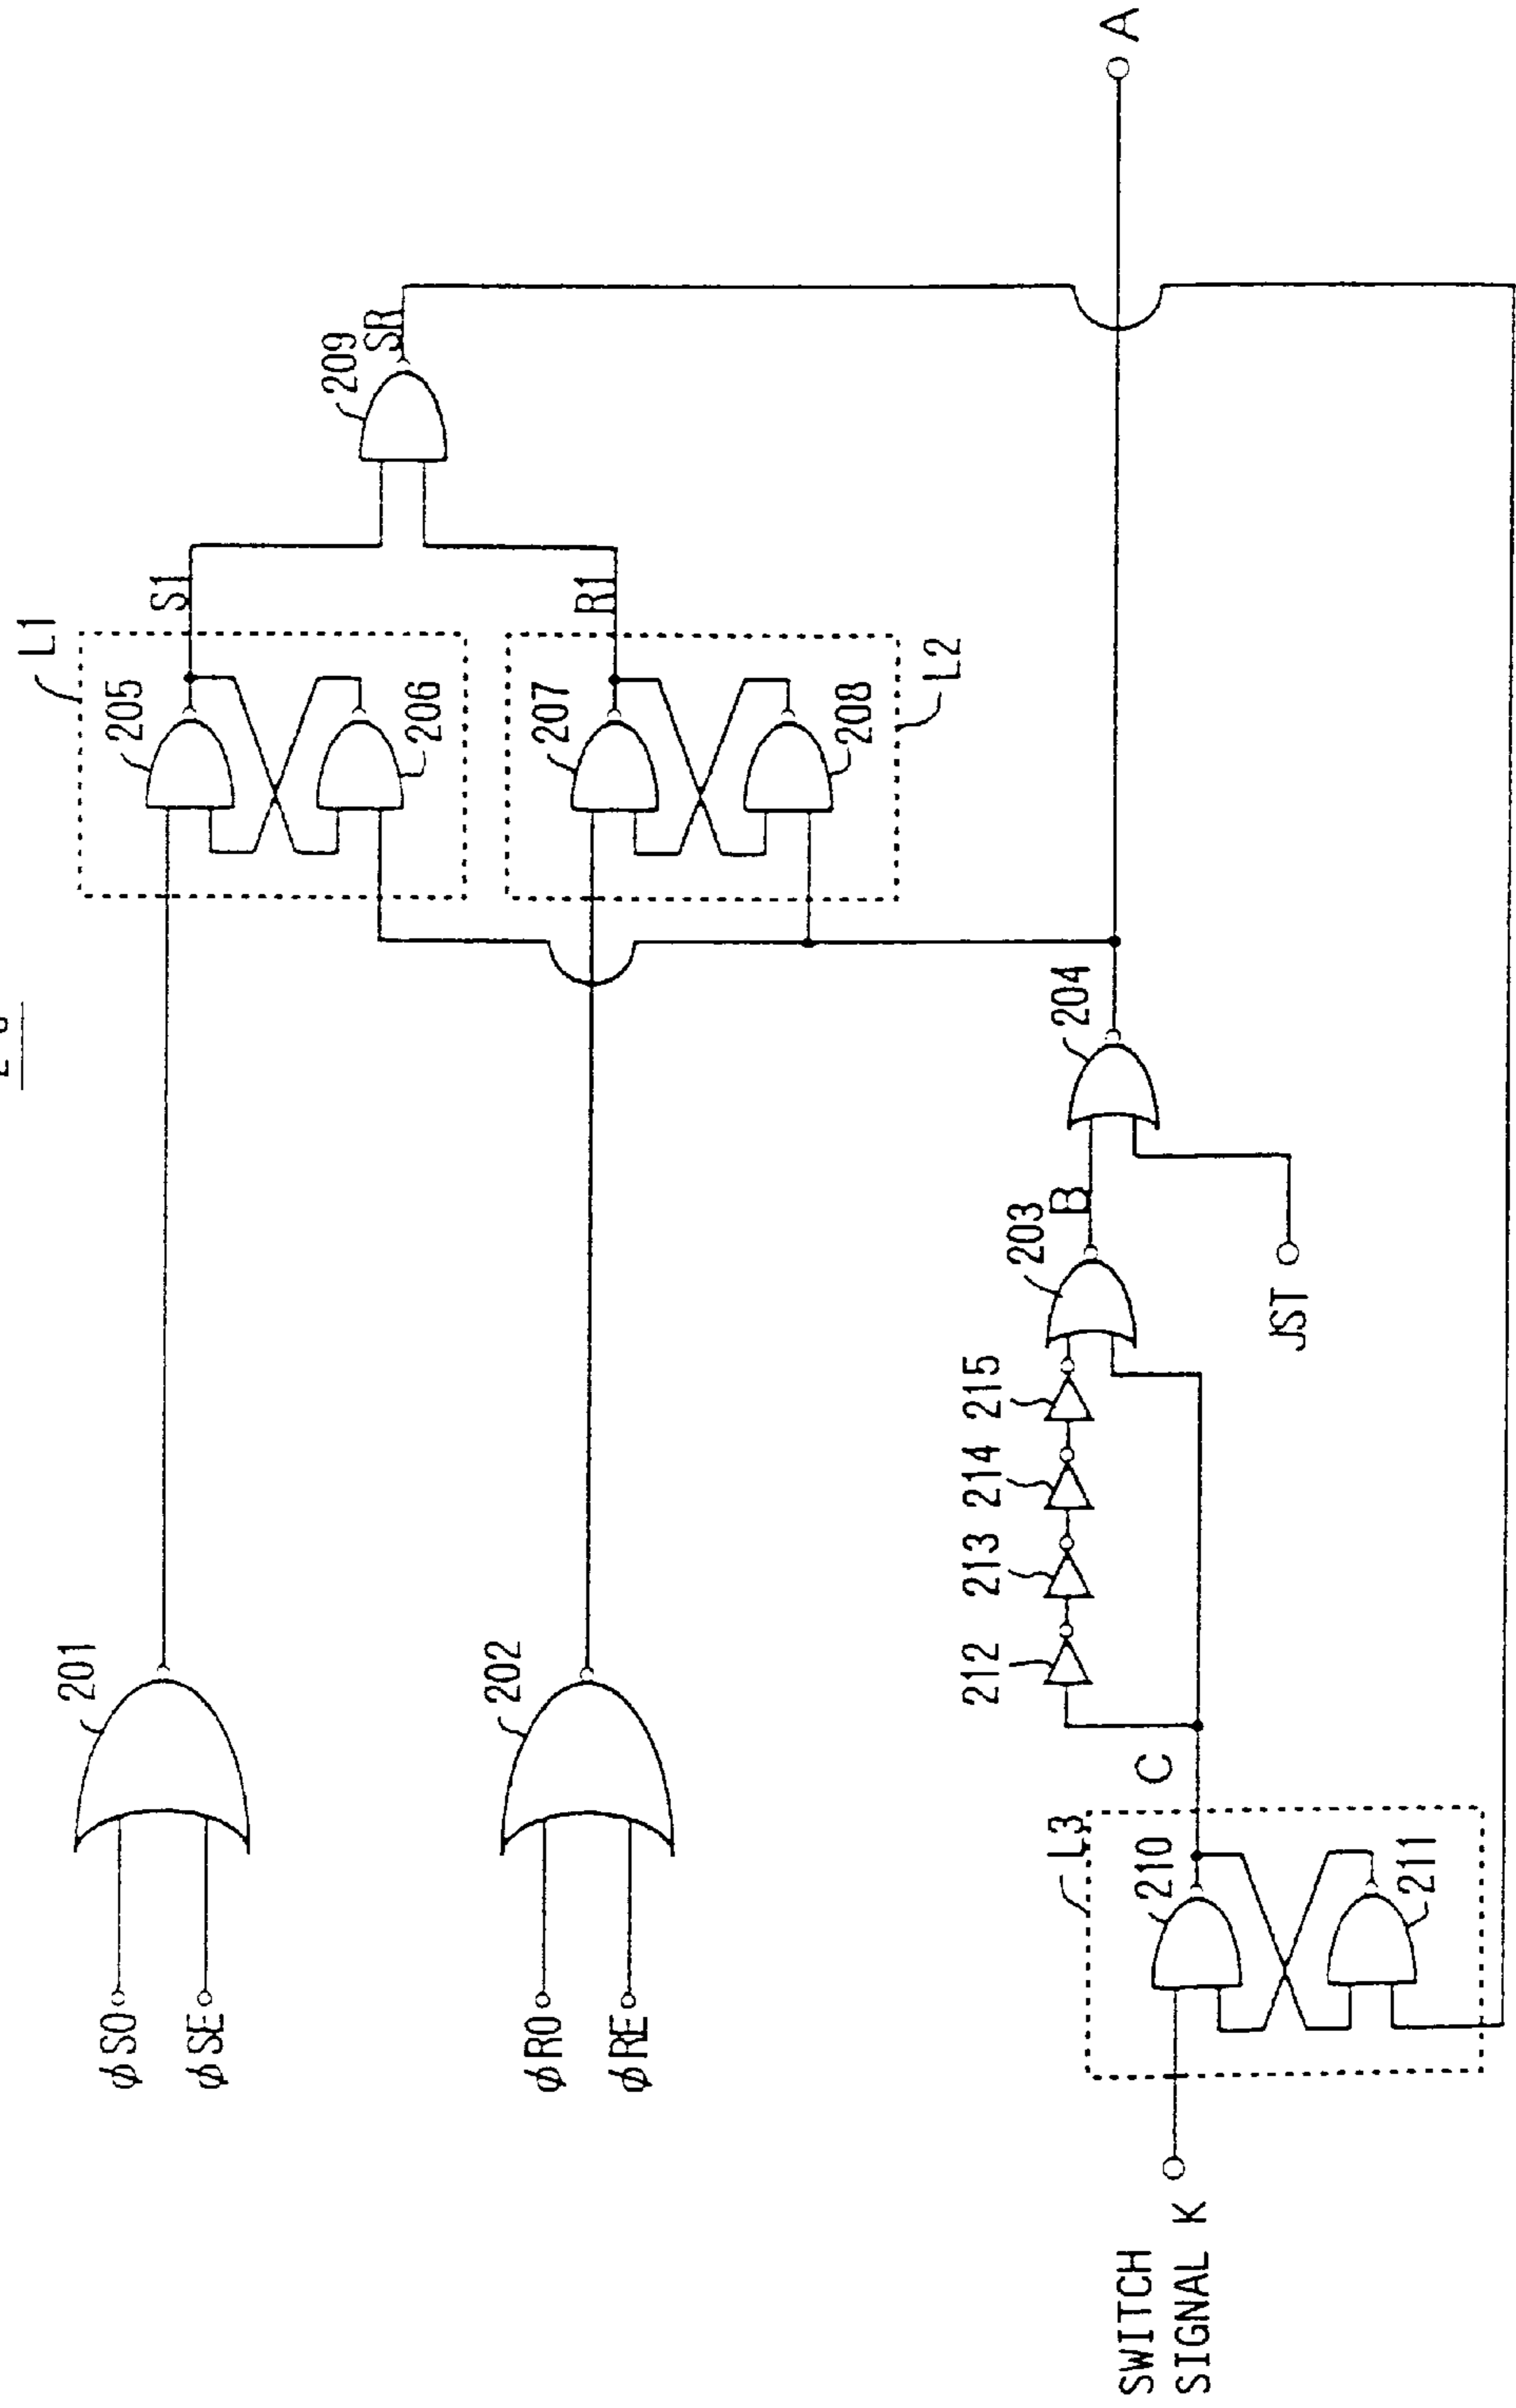 L1
205
S1
206
209
SR
201
φSO
φSE
202
φRO
φRE
207
R1
208
L2
A
204
203
B
JST
212
213
214
215
C
L3
210
211
SWITCH
SIGNAL K